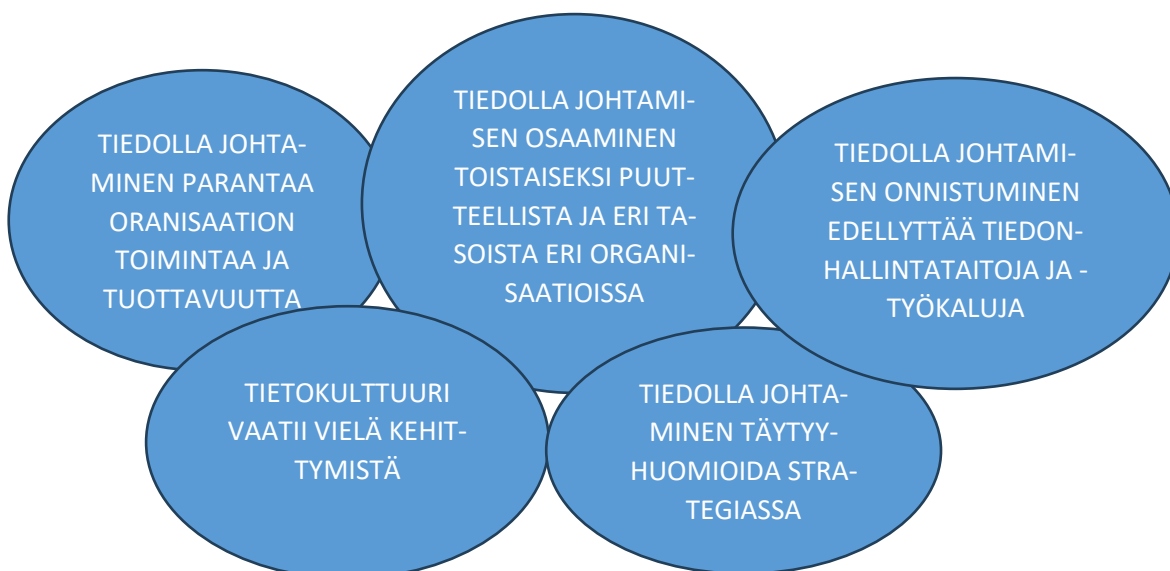 TIEDOLLA JOHTA-
MINEN PARANTAA
ORANISAATION
TOIMINTAA JA
TUOTTAVUUTTA
TIEDOLLA JOHTAMI-
SEN OSAAMINEN
TOISTAISEKSI PUUT-
TEELLISTA JA ERI TA-
SOISTA ERI ORGANI-
SAATIOISSA
TIEDOLLA JOHTAMI-
SEN ONNISTUMINEN
EDELLYTTÄÄ TIEDON-
HALLINTATAITOJA JA -
TYÖKALUJA
TIETOKULTTUURI
VAATII VIELÄ KEHIT-
TYMISTÄ
TIEDOLLA JOHTA-
MINEN TÄYTYY-
HUOMIOIDA STRA-
TEGIASSA